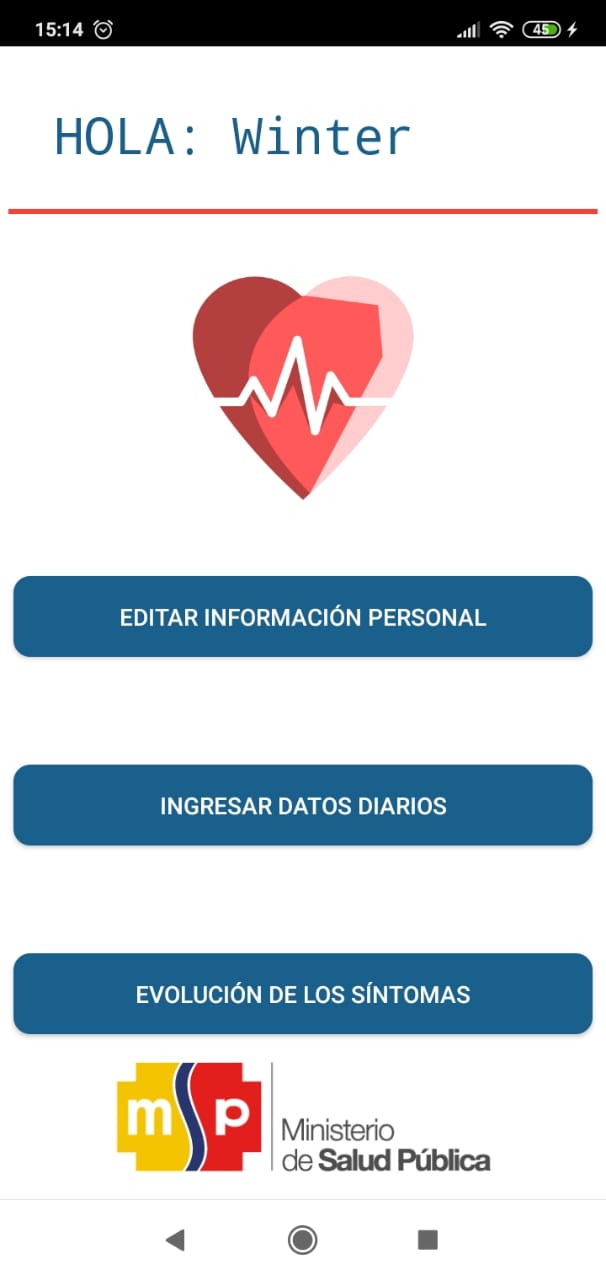 15:14
45
HOLA: Winter
EDITAR INFORMACIÓN PERSONAL
INGRESAR DATOS DIARIOS
EVOLUCIÓN DE LOS SÍNTOMAS
msp
Ministerio
de Salud Pública